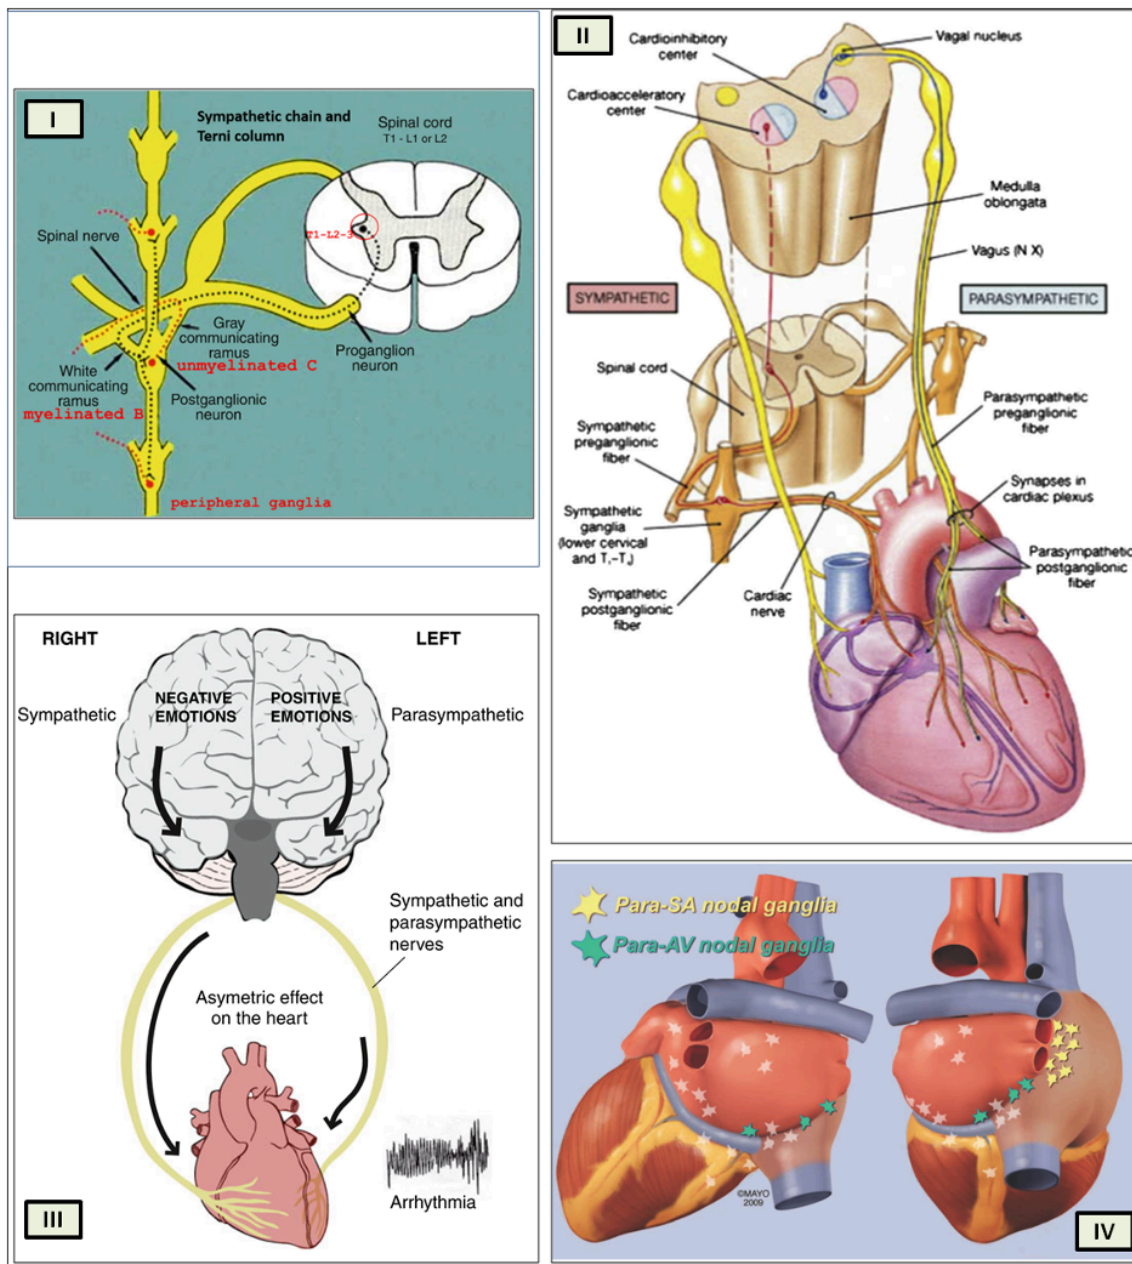 I
Sympathetic chain and
Terni column
Spinal cord
T1 - L1 or L2
T1-L2-3
Spinal nerve
Gray
communicating
ramus
unmyelinated C
White
communicating
ramus
myelinated B
Postganglionic
neuron
Proganglion
neuron
peripheral ganglia
II
Cardioinhibitory
center
Vagal nucleus
Cardioacceleratory
center
Medulla
oblongata
Vagus (N X)
SYMPATHETIC
PARASYMPATHETIC
Spinal cord
Sympathetic
preganglionic
fiber
Parasympathetic
preganglionic
fiber
Sympathetic
ganglia
(lower cervical
and T₁-T₄)
Synapses in
cardiac plexus
Parasympathetic
postganglionic
fiber
Sympathetic
postganglionic
fiber
Cardiac
nerve
RIGHT
LEFT
Sympathetic
NEGATIVE
EMOTIONS
POSITIVE
EMOTIONS
Parasympathetic
Sympathetic and
parasympathetic
nerves
Asymetric effect
on the heart
Arrhythmia
III
Para-SA nodal ganglia
Para-AV nodal ganglia
©MAYO
2009
IV